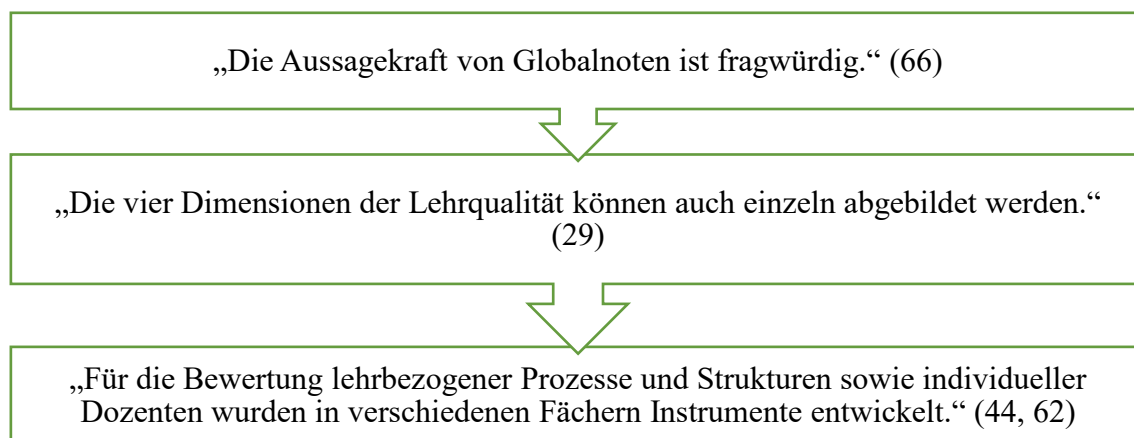 „Die Aussagekraft von Globalnoten ist fragwürdig.“ (66)
„Die vier Dimensionen der Lehrqualität können auch einzeln abgebildet werden.“
(29)
„Für die Bewertung lehrbezogener Prozesse und Strukturen sowie individueller
Dozenten wurden in verschiedenen Fächern Instrumente entwickelt.“ (44, 62)